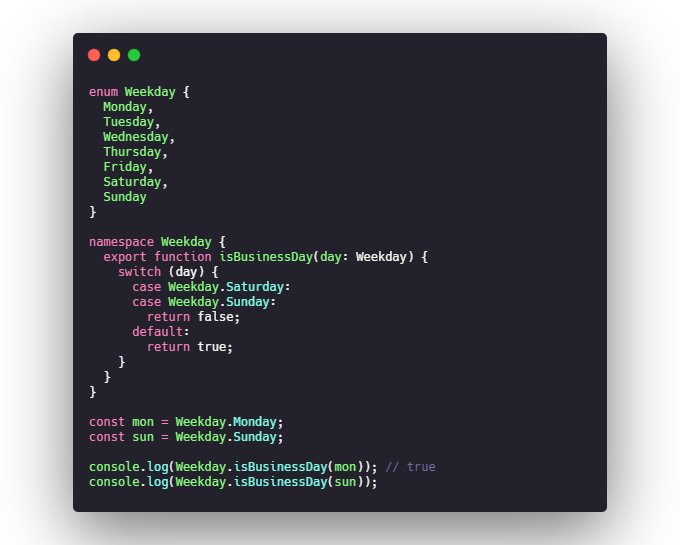 enum Weekday {
  Monday,
  Tuesday,
  Wednesday,
  Thursday,
  Friday,
  Saturday,
  Sunday
}

namespace Weekday {
  export function isBusinessDay(day: Weekday) {
    switch (day) {
      case Weekday.Saturday:
      case Weekday.Sunday:
        return false;
      default:
        return true;
    }
  }
}

const mon = Weekday.Monday;
const sun = Weekday.Sunday;

console.log(Weekday.isBusinessDay(mon)); // true
console.log(Weekday.isBusinessDay(sun));